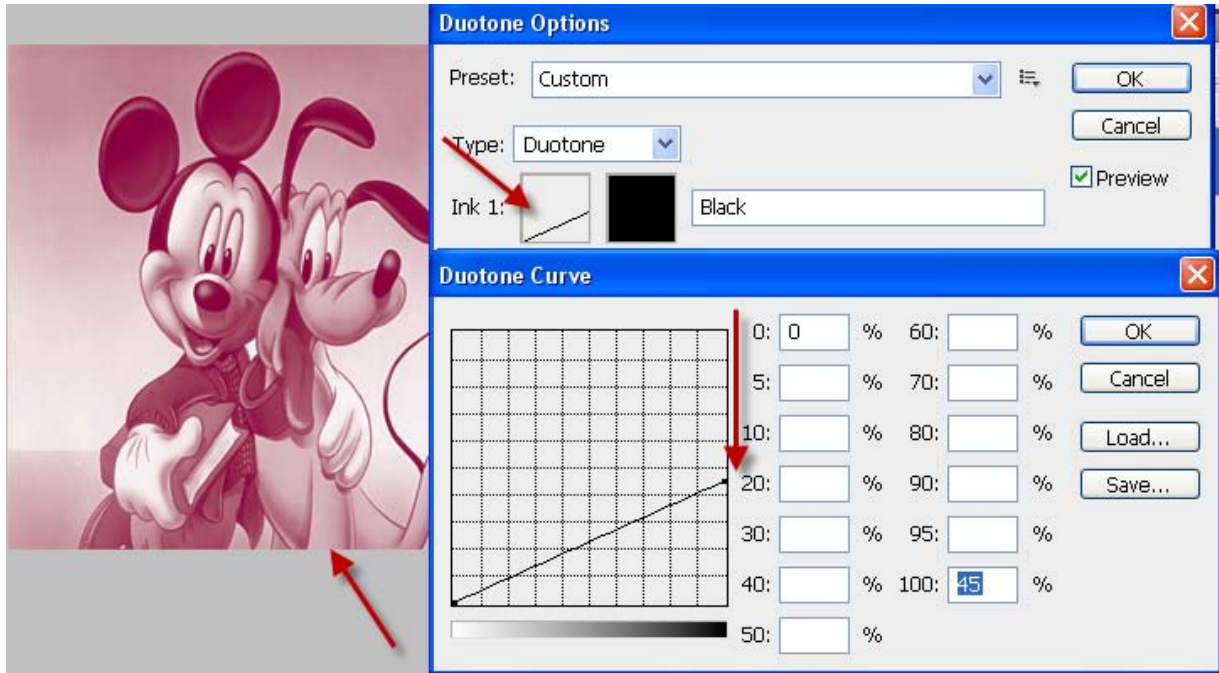 Duotone Options
Preset: Custom
OK
Cancel
Type: Duotone
Preview
Ink 1: Black
Duotone Curve
0: 0 % 60: % OK
5: % 70: % Cancel
10: % 80: % Load...
20: % 90: % Save...
30: % 95: %
40: % 100: 45 %
50: %